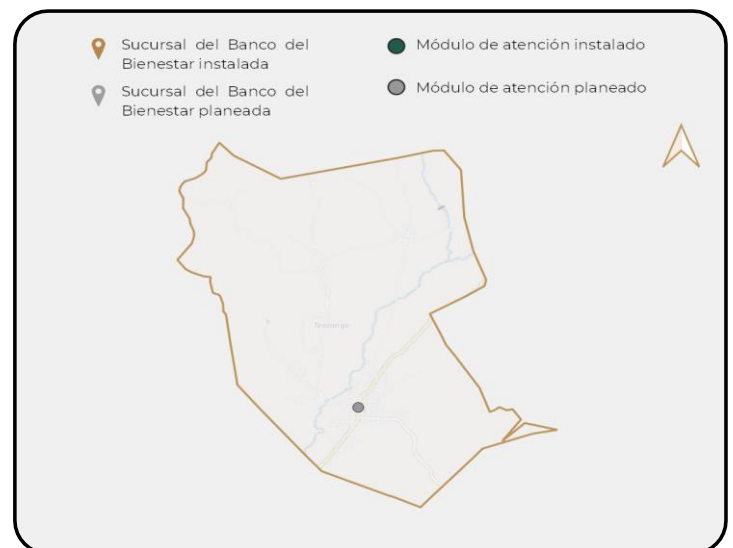 Sucursal del Banco del
Bienestar instalada
Sucursal del Banco del
Bienestar planeada
Módulo de atención instalado
Módulo de atención planeado